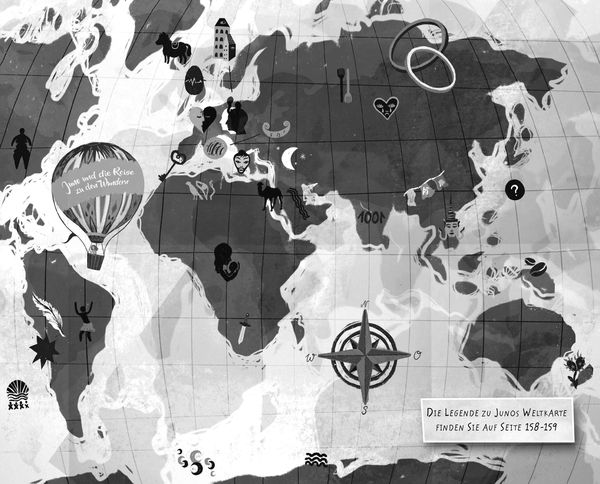 Juno und die Reise
zu den Wundern
?
1001
N
W
O
S
DIE LEGENDE ZU JUNOS WELTKARTE
FINDEN SIE AUF SEITE 158-159